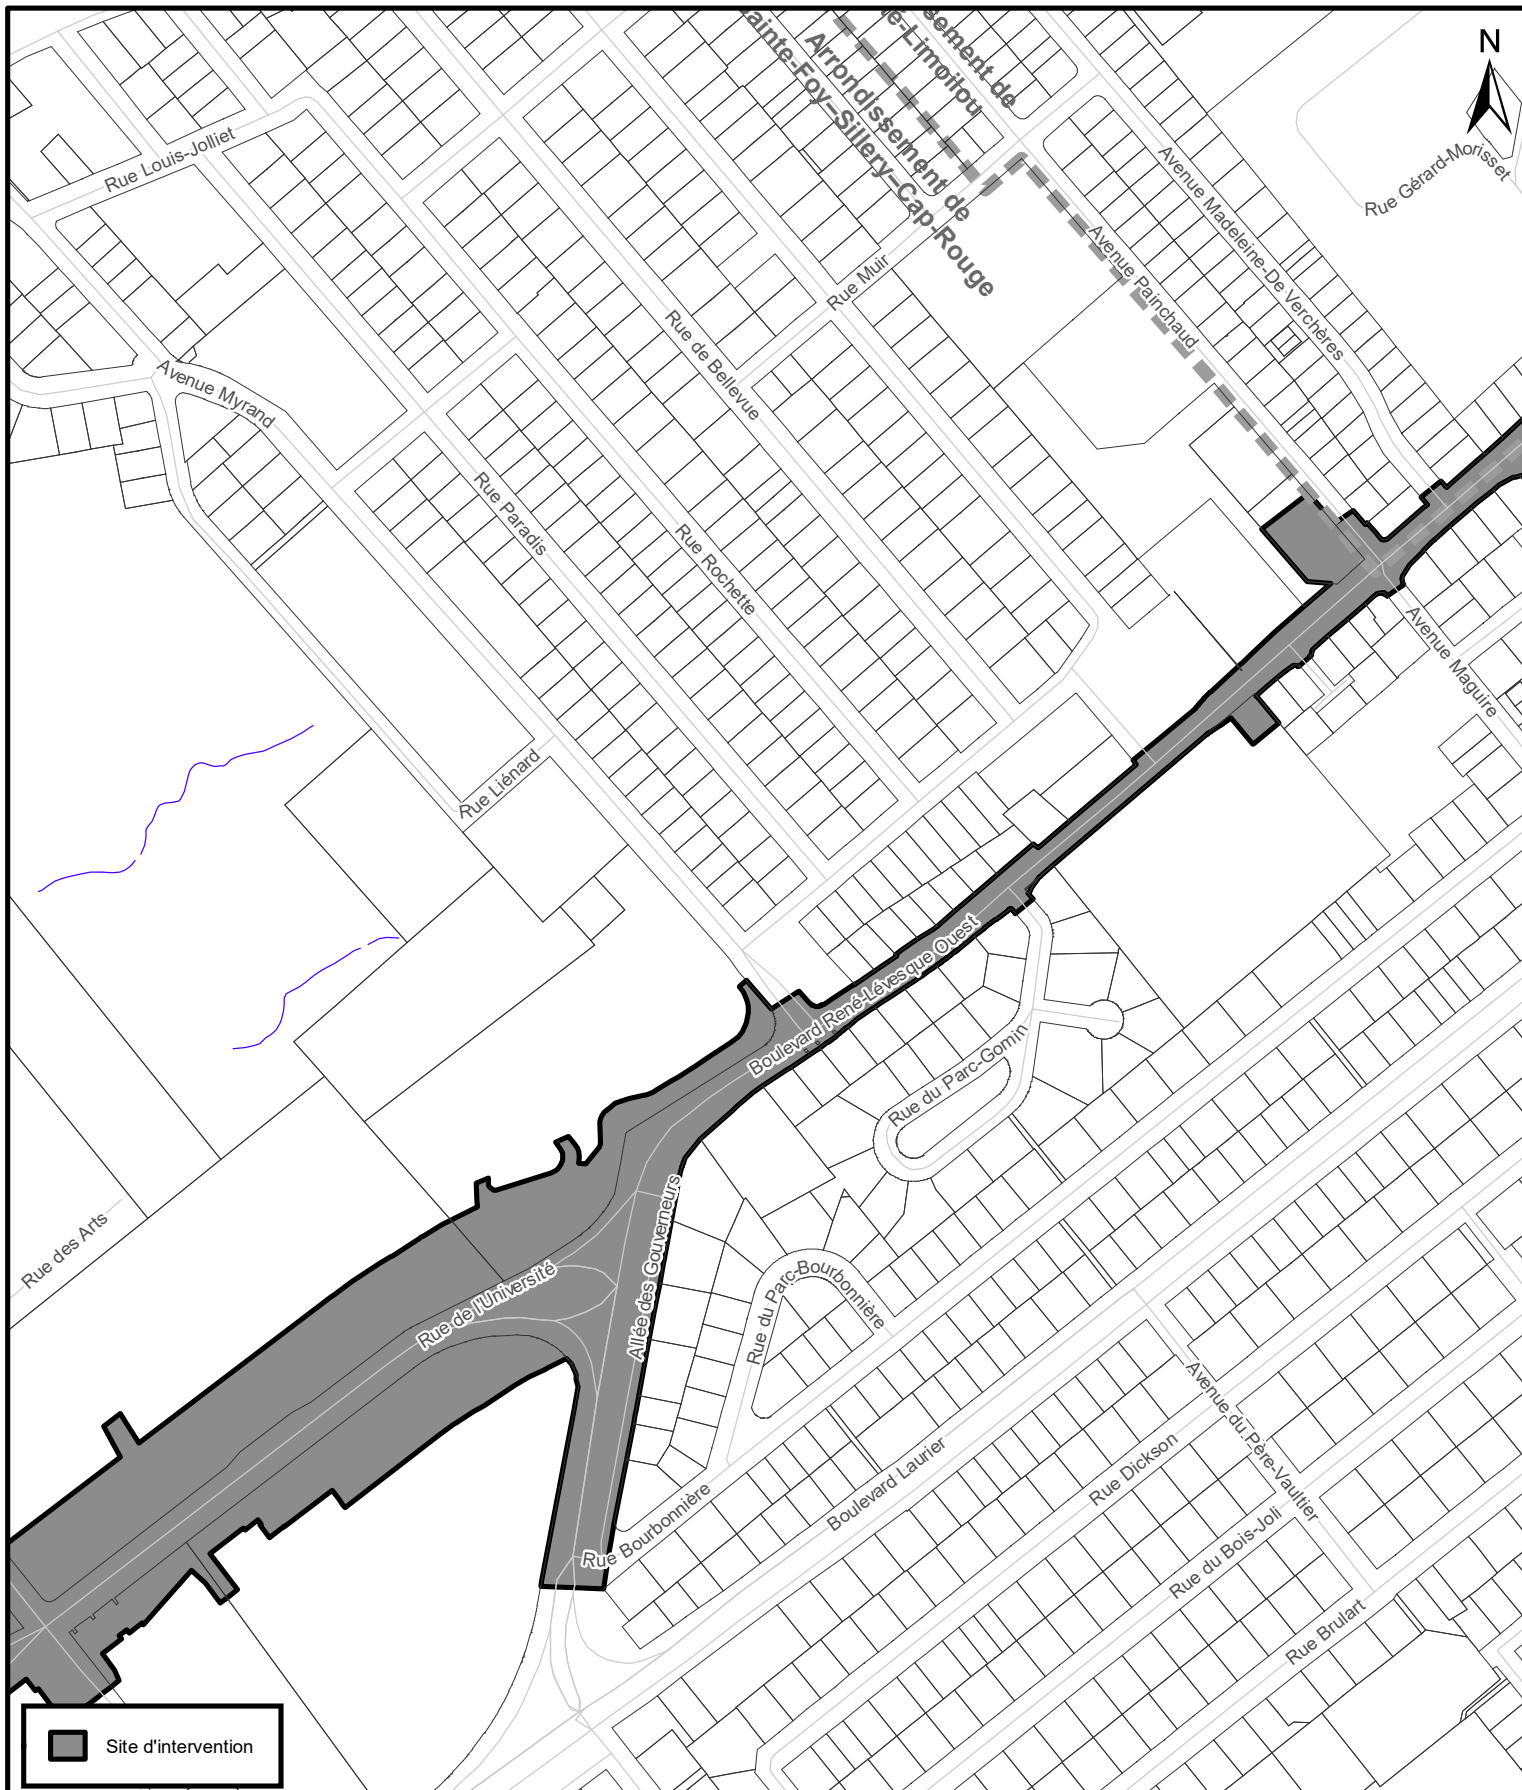 N
Arrondissement de
Sainte-Foy–Sillery–Cap-Rouge
Rue Louis-Jolliet
Avenue Madeleine-De Verchères
Rue Gérard-Morisset
Avenue Painchaud
Rue Muir
Rue de Bellevue
Avenue Myrand
Rue Paradis
Rue Rochette
Avenue Maguire
Rue Liénard
Boulevard René-Lévesque Ouest
Rue du Parc-Gomin
Rue des Arts
Rue de l'Université
Allée des Gouverneurs
Rue du Parc-Bourbonnière
Avenue du Père-Vaultier
Rue Bourbonnière
Boulevard Laurier
Rue Dickson
Rue du Bois-Joli
Rue Brulart
Site d'intervention